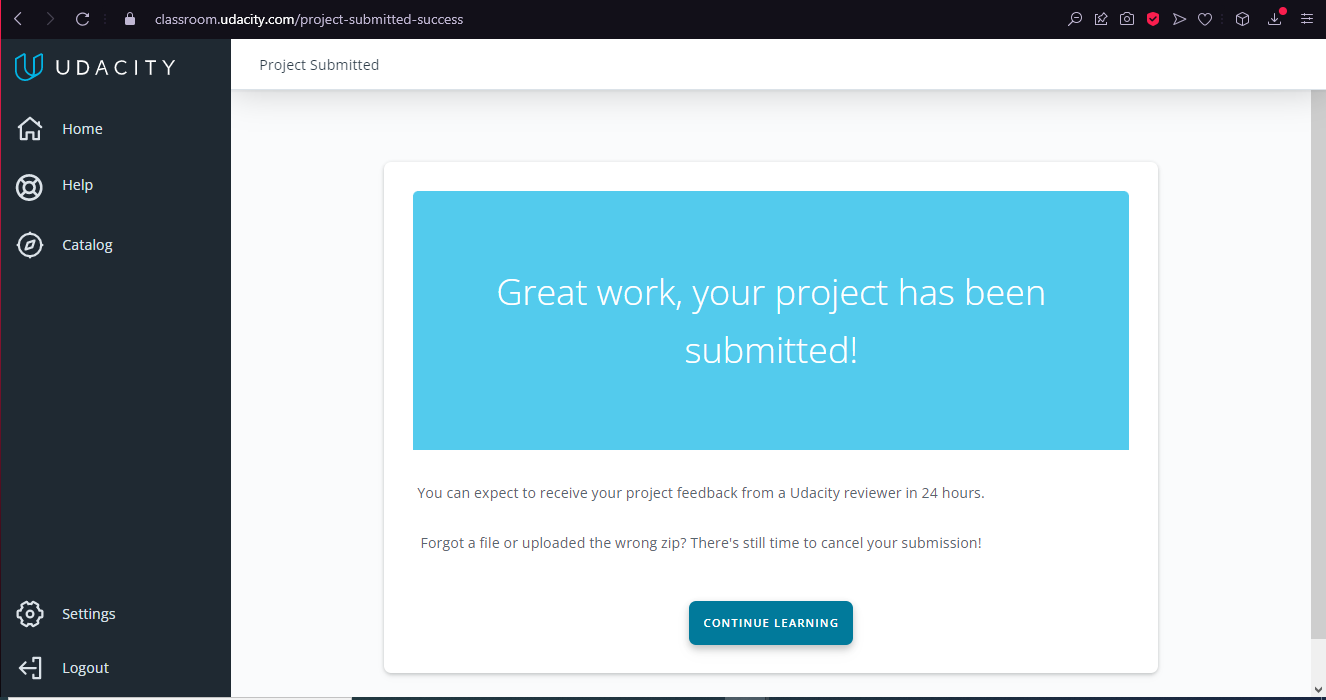 classroom.udacity.com/project-submitted-success
UDACITY
Project Submitted
Home
Help
Catalog
Great work, your project has been
submitted!
You can expect to receive your project feedback from a Udacity reviewer in 24 hours.
Forgot a file or uploaded the wrong zip? There's still time to cancel your submission!
CONTINUE LEARNING
Settings
Logout